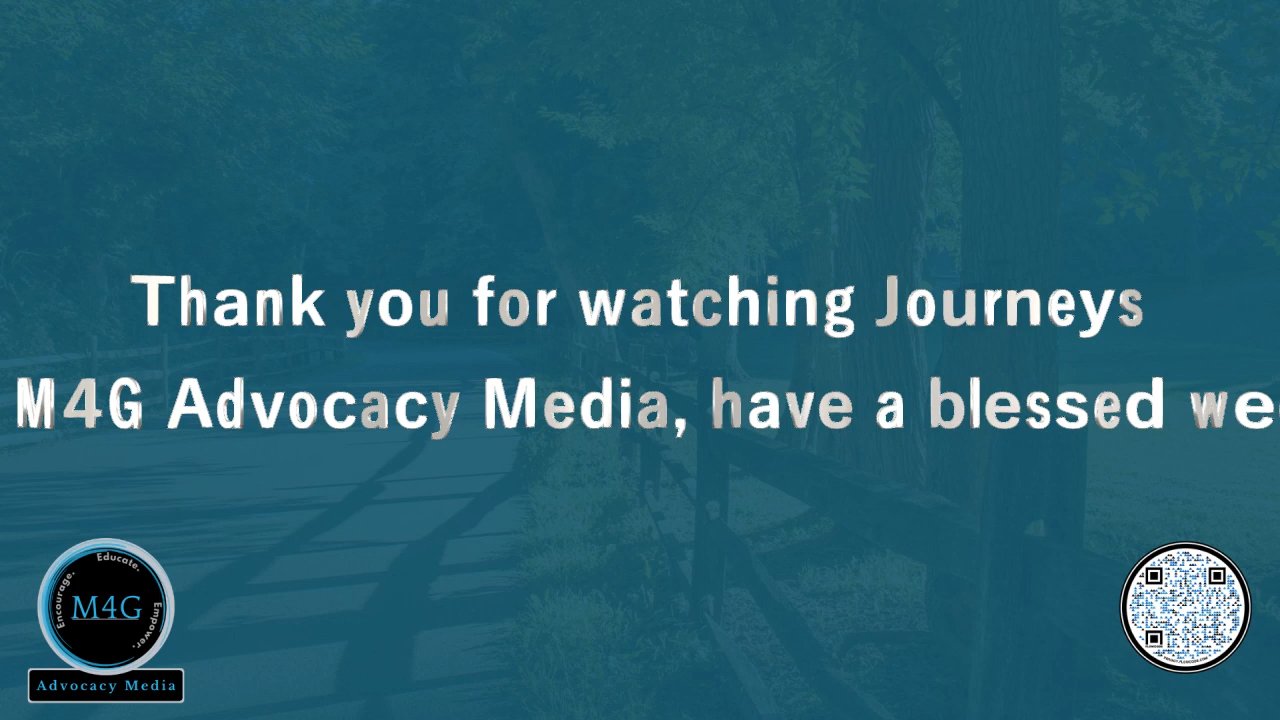 Thank you for watching Journeys
M4G Advocacy Media, have a blessed we
Encourage. Educate. Empower.
M4G
Advocacy Media